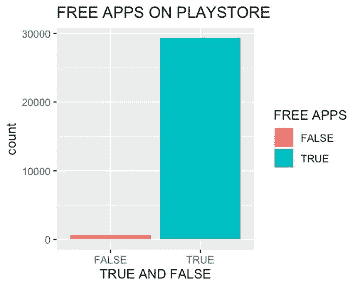 FREE APPS ON PLAYSTORE
30000
20000
10000
0
count
FALSE
TRUE
TRUE AND FALSE
FREE APPS
FALSE
TRUE